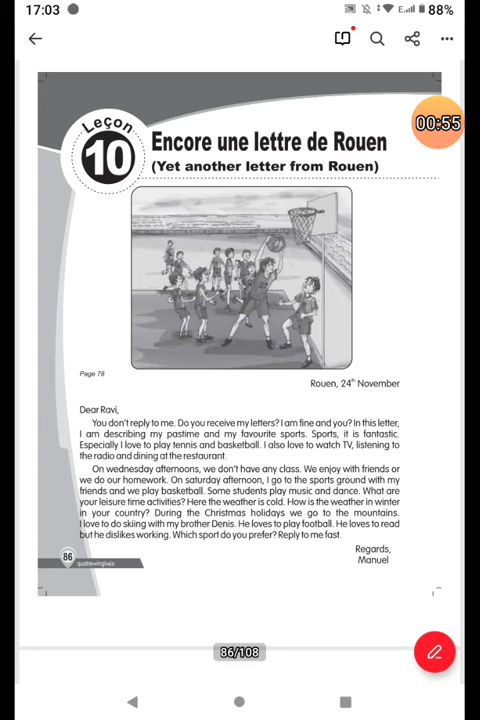 17:03
E
88%
00:55
Leçon
10
Encore une lettre de Rouen
(Yet another letter from Rouen)
Page 78
Rouen, 24th November
Dear Ravi,
You don't reply to me. Do you receive my letters? I am fine and you? In this letter,
I am describing my pastime and my favourite sports. Sports, it is fantastic.
Especially I love to play tennis and basketball. I also love to watch TV, listening to
the radio and dining at the restaurant.
On wednesday afternoons, we don't have any class. We enjoy with friends or
we do our homework. On saturday afternoon, I go to the sports ground with my
friends and we play basketball. Some students play music and dance. What are
your leisure time activities? Here the weather is cold. How is the weather in winter
in your country? During the Christmas holidays we go to the mountains.
I love to do skiing with my brother Denis. He loves to play football. He loves to read
but he dislikes working. Which sport do you prefer? Reply to me fast.
Regards,
Manuel
86
quatre-vingt-six
86/108